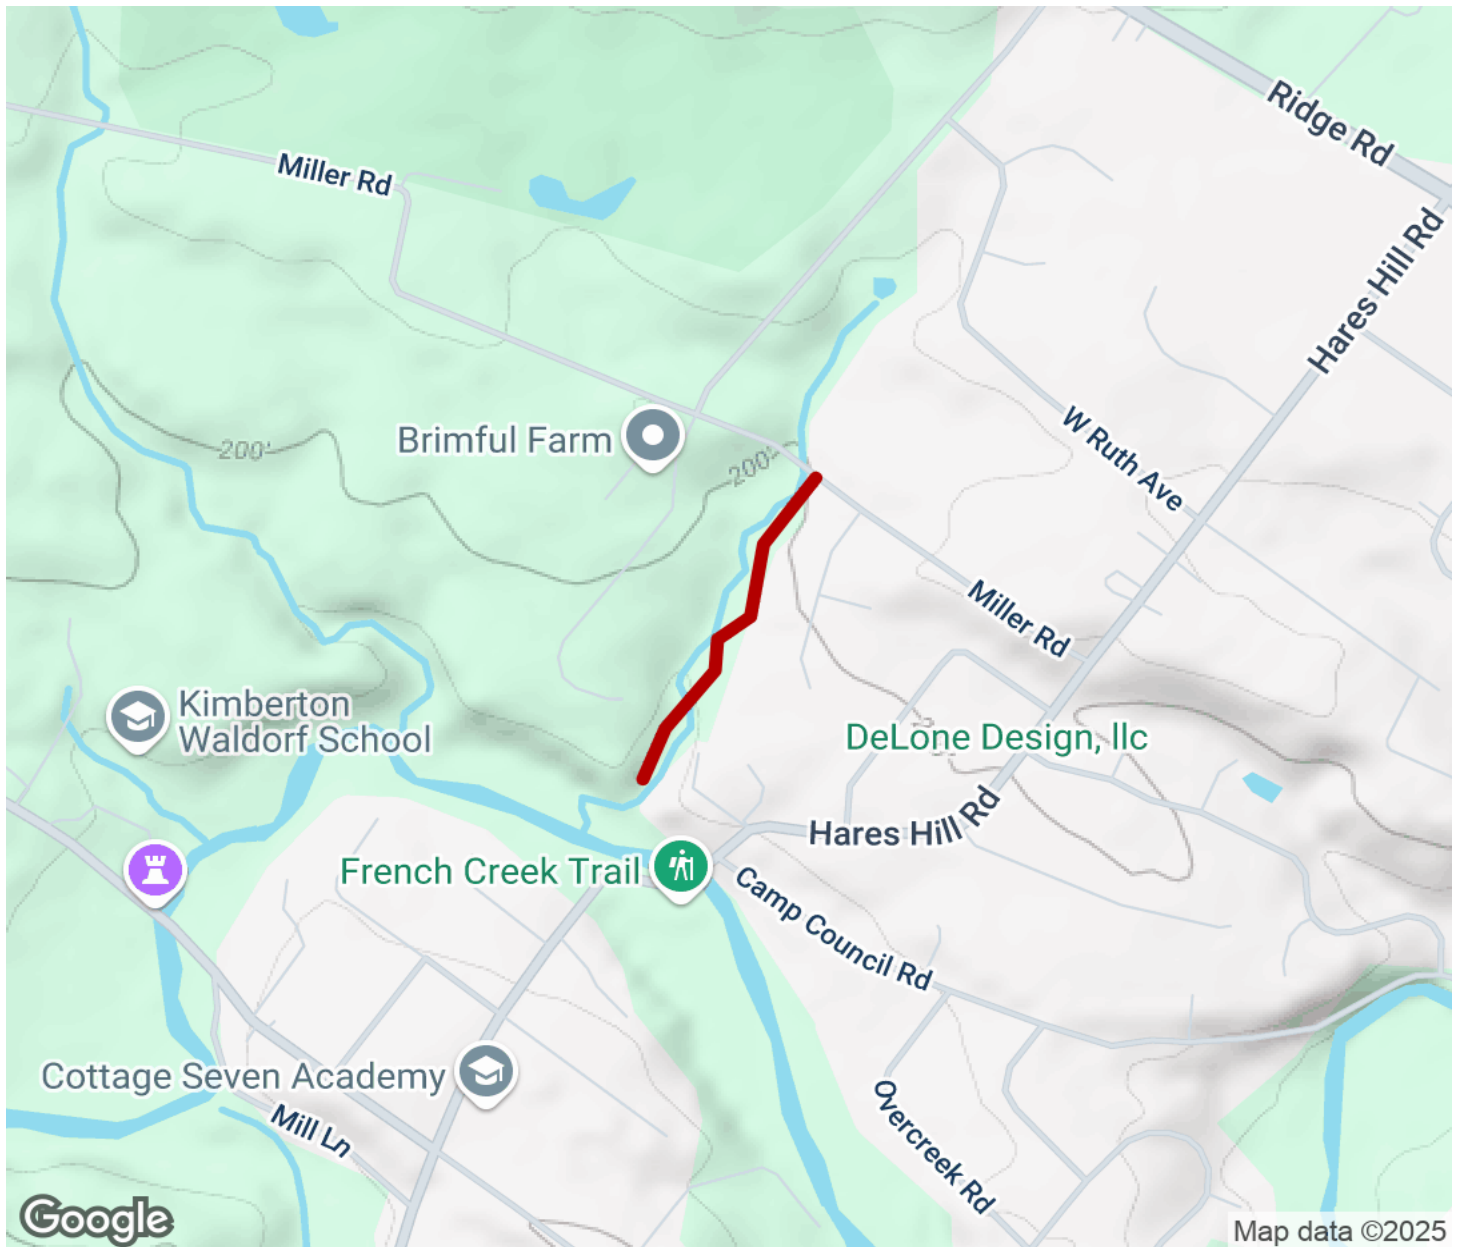 Ridge Rd
Miller Rd
Hares Hill Rd
Brimful Farm
200'
200'
W Ruth Ave
Miller Rd
Kimberton
Waldorf School
DeLone Design, llc
Hares Hill Rd
French Creek Trail
Camp Council Rd
Cottage Seven Academy
Mill Ln
Overcreek Rd
Google
Map data ©2025